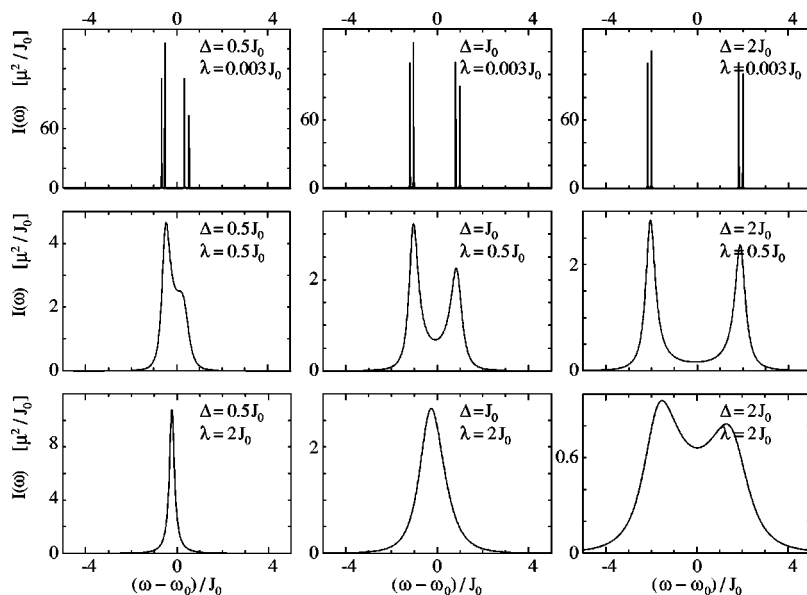 -4 0 4 -4 0 4 -4 0 4
I(ω) [μ²/J₀]
60
0
Δ = 0.5J₀
λ = 0.003J₀
60
0
Δ = J₀
λ = 0.003J₀
60
0
Δ = 2J₀
λ = 0.003J₀
I(ω) [μ²/J₀]
4
2
0
Δ = 0.5J₀
λ = 0.5J₀
2
0
Δ = J₀
λ = 0.5J₀
2
0
Δ = 2J₀
λ = 0.5J₀
I(ω) [μ²/J₀]
8
4
0
Δ = 0.5J₀
λ = 2J₀
2
0
Δ = J₀
λ = 2J₀
0.6
0
Δ = 2J₀
λ = 2J₀
-4 0 4 -4 0 4 -4 0 4
(ω − ω₀)/J₀ (ω − ω₀)/J₀ (ω − ω₀)/J₀